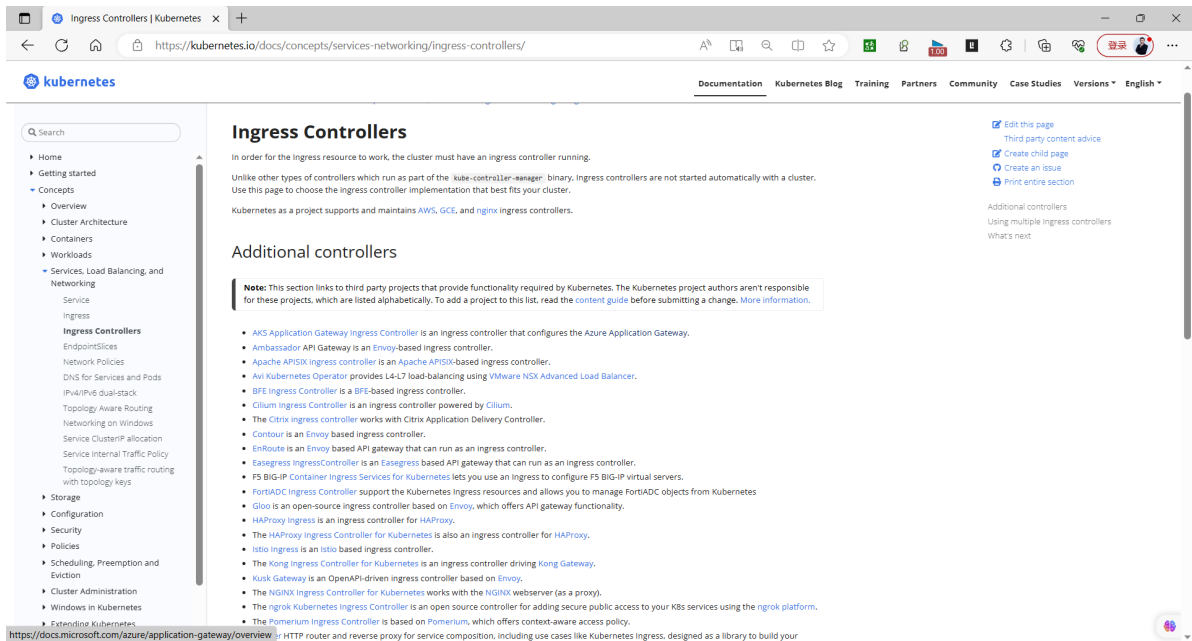 Ingress Controllers | Kubernetes
https://kubernetes.io/docs/concepts/services-networking/ingress-controllers/
1.00
登录
kubernetes
Documentation
Kubernetes Blog
Training
Partners
Community
Case Studies
Versions
English
Search
Home
Getting started
Concepts
Overview
Cluster Architecture
Containers
Workloads
Services, Load Balancing, and
Networking
Service
Ingress
Ingress Controllers
EndpointSlices
Network Policies
DNS for Services and Pods
IPv4/IPv6 dual-stack
Topology Aware Routing
Networking on Windows
Service ClusterIP allocation
Service Internal Traffic Policy
Topology-aware traffic routing
with topology keys
Storage
Configuration
Security
Policies
Scheduling, Preemption and
Eviction
Cluster Administration
Windows in Kubernetes
Extending Kubernetes
https://docs.microsoft.com/azure/application-gateway/overview
Ingress Controllers
In order for the Ingress resource to work, the cluster must have an ingress controller running.
Unlike other types of controllers which run as part of the kube-controller-manager binary, Ingress controllers are not started automatically with a cluster.
Use this page to choose the ingress controller implementation that best fits your cluster.
Kubernetes as a project supports and maintains AWS, GCE, and nginx ingress controllers.
Additional controllers
Note: This section links to third party projects that provide functionality required by Kubernetes. The Kubernetes project authors aren't responsible
for these projects, which are listed alphabetically. To add a project to this list, read the content guide before submitting a change. More information.
AKS Application Gateway Ingress Controller is an ingress controller that configures the Azure Application Gateway.
Ambassador API Gateway is an Envoy-based ingress controller.
Apache APISIX ingress controller is an Apache APISIX-based ingress controller.
Avi Kubernetes Operator provides L4-L7 load-balancing using VMware NSX Advanced Load Balancer.
BFE Ingress Controller is a BFE-based ingress controller.
Cilium Ingress Controller is an ingress controller powered by Cilium.
The Citrix ingress controller works with Citrix Application Delivery Controller.
Contour is an Envoy based ingress controller.
EnRoute is an Envoy based API gateway that can run as an ingress controller.
Easegress IngressController is an Easegress based API gateway that can run as an ingress controller.
F5 BIG-IP Container Ingress Services for Kubernetes lets you use an Ingress to configure F5 BIG-IP virtual servers.
FortiADC Ingress Controller support the Kubernetes Ingress resources and allows you to manage FortiADC objects from Kubernetes
Gloo is an open-source ingress controller based on Envoy, which offers API gateway functionality.
HAProxy Ingress is an ingress controller for HAProxy.
The HAProxy Ingress Controller for Kubernetes is also an ingress controller for HAProxy.
Istio Ingress is an Istio based ingress controller.
The Kong Ingress Controller for Kubernetes is an ingress controller driving Kong Gateway.
Kusk Gateway is an OpenAPI-driven ingress controller based on Envoy.
The NGINX Ingress Controller for Kubernetes works with the NGINX webserver (as a proxy).
The ngrok Kubernetes Ingress Controller is an open source controller for adding secure public access to your K8s services using the ngrok platform.
The Pomerium Ingress Controller is based on Pomerium, which offers context-aware access policy.
HTTP router and reverse proxy for service composition, including use cases like Kubernetes Ingress, designed as a library to build your
Edit this page
Third party content advice
Create child page
Create an issue
Print entire section
Additional controllers
Using multiple Ingress controllers
What's next